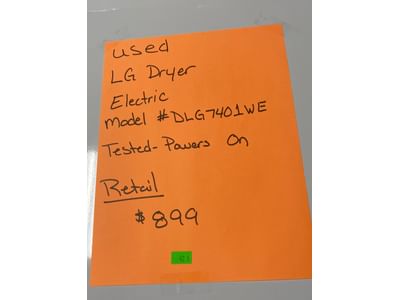 used
LG Dryer
Electric
Model #DLG7401WE
Tested-Powers On
Retail
$899